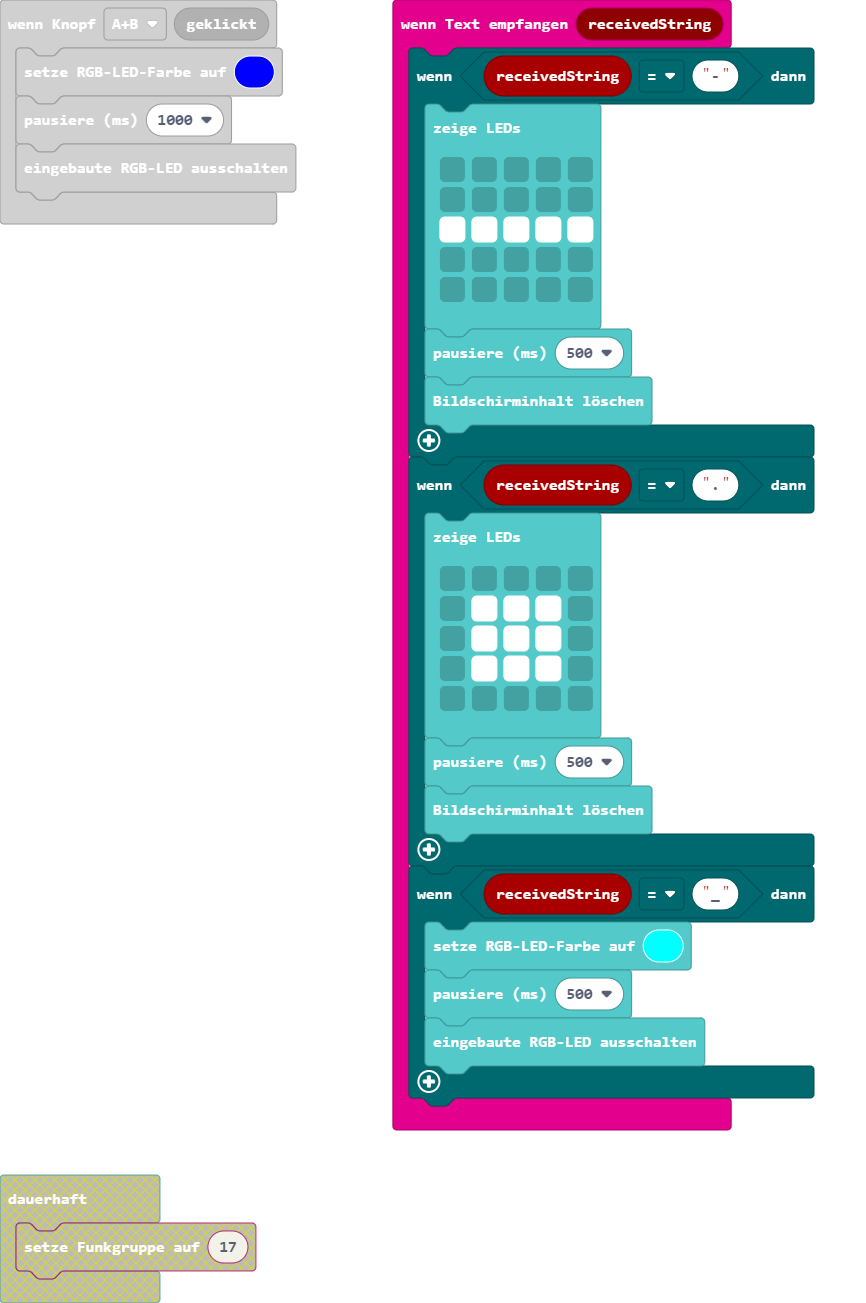 wenn Knopf A+B geklickt
setze RGB-LED-Farbe auf
pausiere (ms) 1000
eingebaute RGB-LED ausschalten
wenn Text empfangen receivedString
wenn receivedString = "-" dann
zeige LEDs
pausiere (ms) 500
Bildschirminhalt löschen
wenn receivedString = "." dann
zeige LEDs
pausiere (ms) 500
Bildschirminhalt löschen
wenn receivedString = "_" dann
setze RGB-LED-Farbe auf
pausiere (ms) 500
eingebaute RGB-LED ausschalten
dauerhaft
setze Funkgruppe auf 17